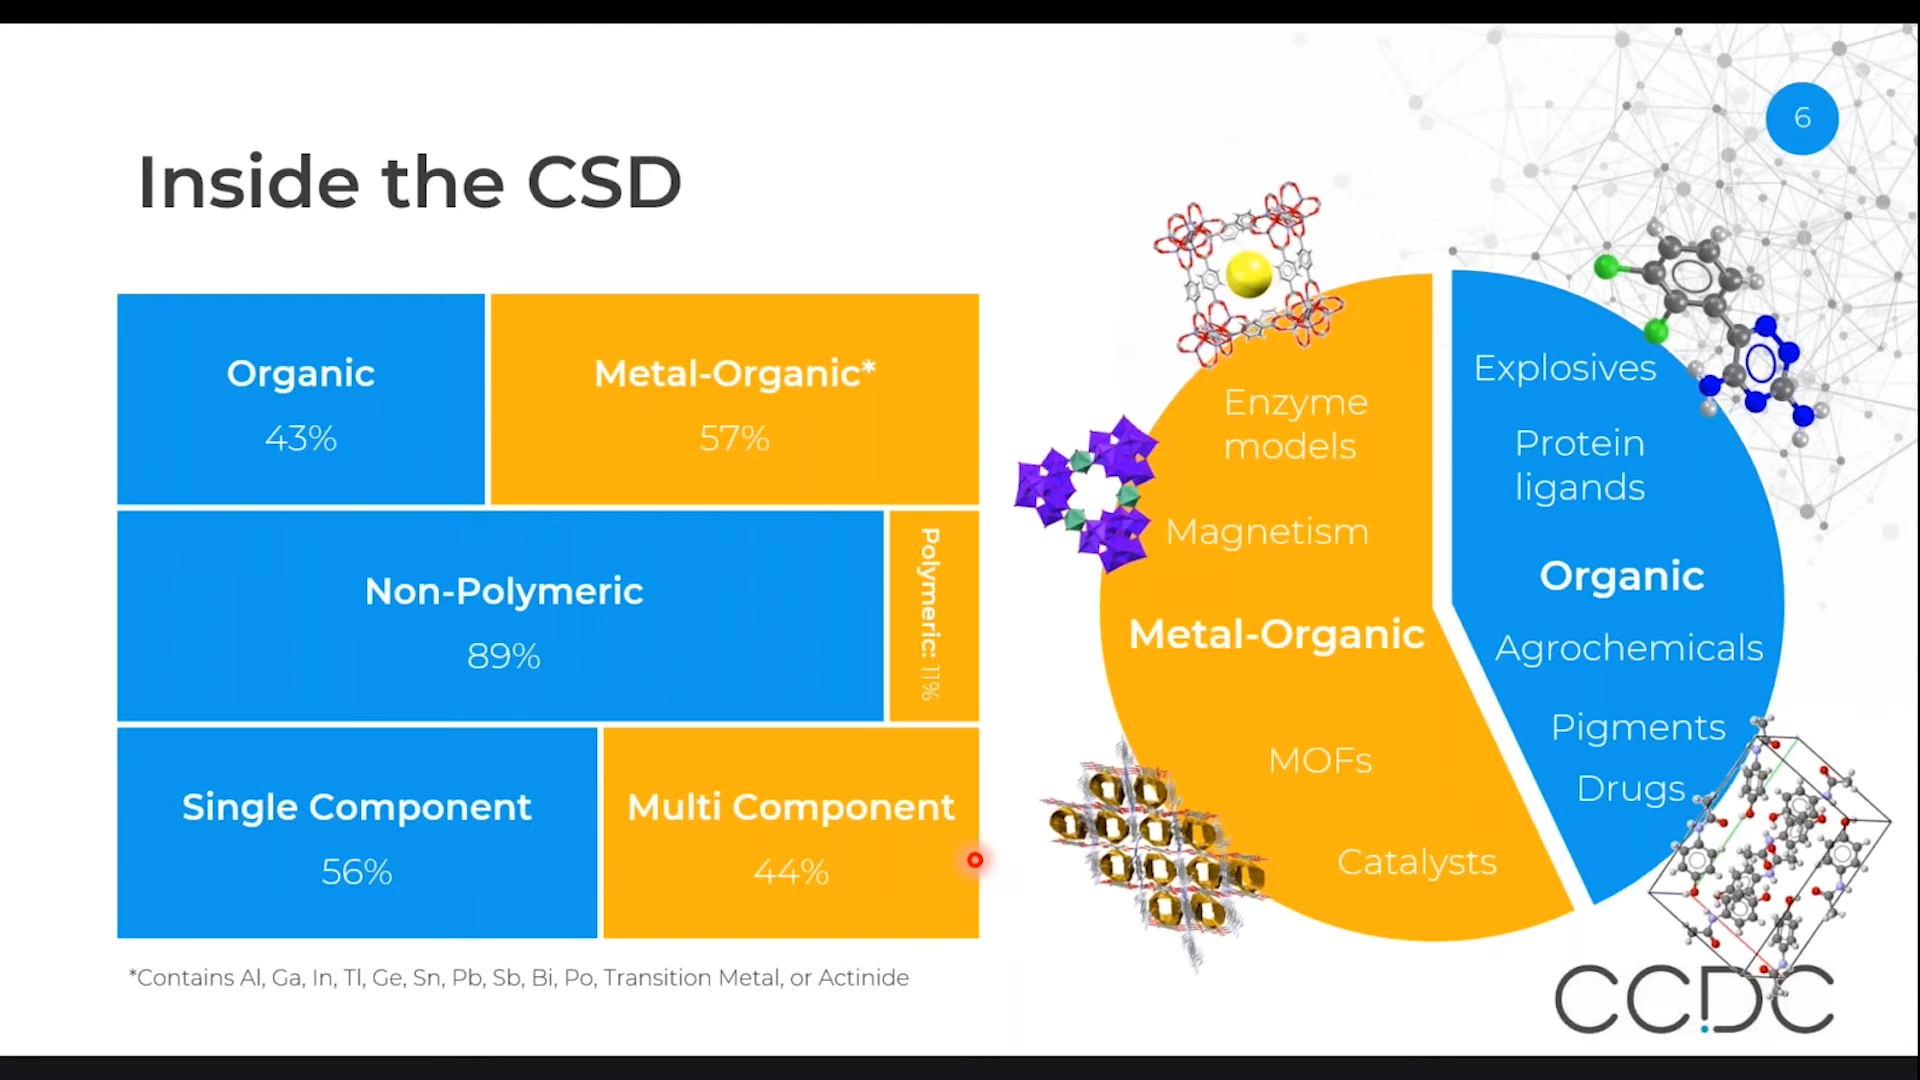 6
Inside the CSD
Organic
43%
Metal-Organic*
57%
Non-Polymeric
89%
Polymeric: 11%
Single Component
56%
Multi Component
44%
*Contains Al, Ga, In, Tl, Ge, Sn, Pb, Sb, Bi, Po, Transition Metal, or Actinide
Enzyme
models
Magnetism
Metal-Organic
MOFs
Catalysts
Explosives
Protein
ligands
Organic
Agrochemicals
Pigments
Drugs
CCDC